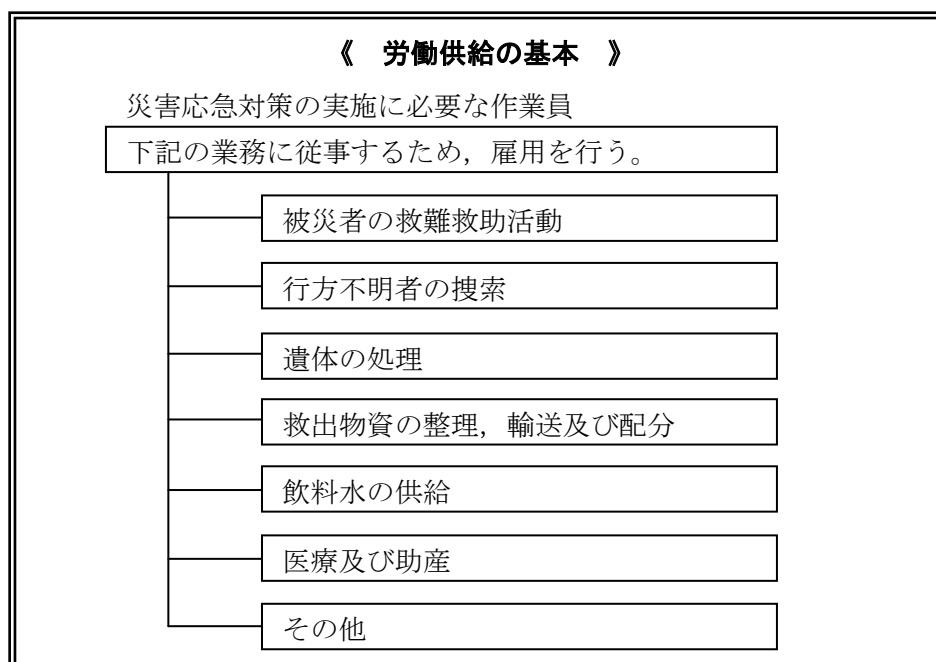 《　労働供給の基本　》
災害応急対策の実施に必要な作業員
下記の業務に従事するため，雇用を行う。
被災者の救難救助活動
行方不明者の捜索
遺体の処理
救出物資の整理，輸送及び配分
飲料水の供給
医療及び助産
その他